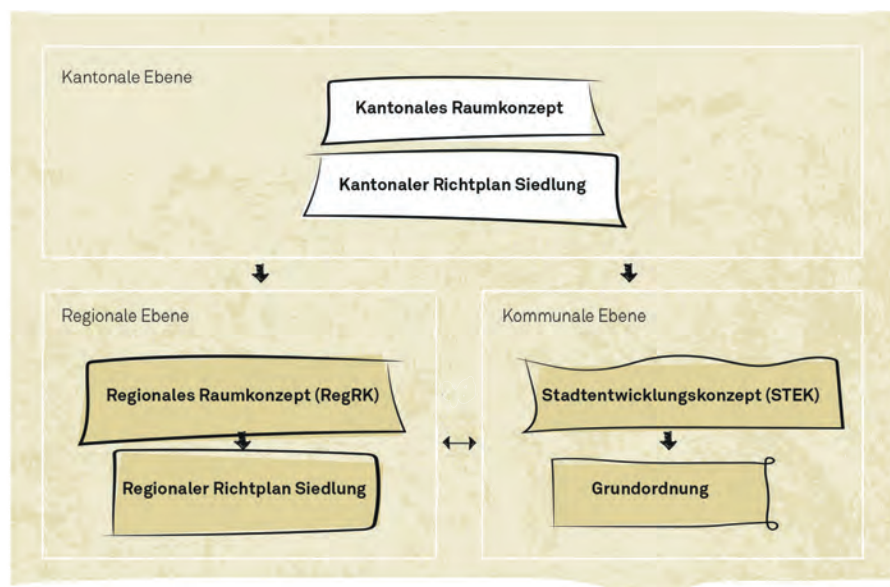 Kantonale Ebene
Kantonales Raumkonzept
Kantonaler Richtplan Siedlung
Regionale Ebene
Regionales Raumkonzept (RegRK)
Regionaler Richtplan Siedlung
Kommunale Ebene
Stadtentwicklungskonzept (STEK)
Grundordnung